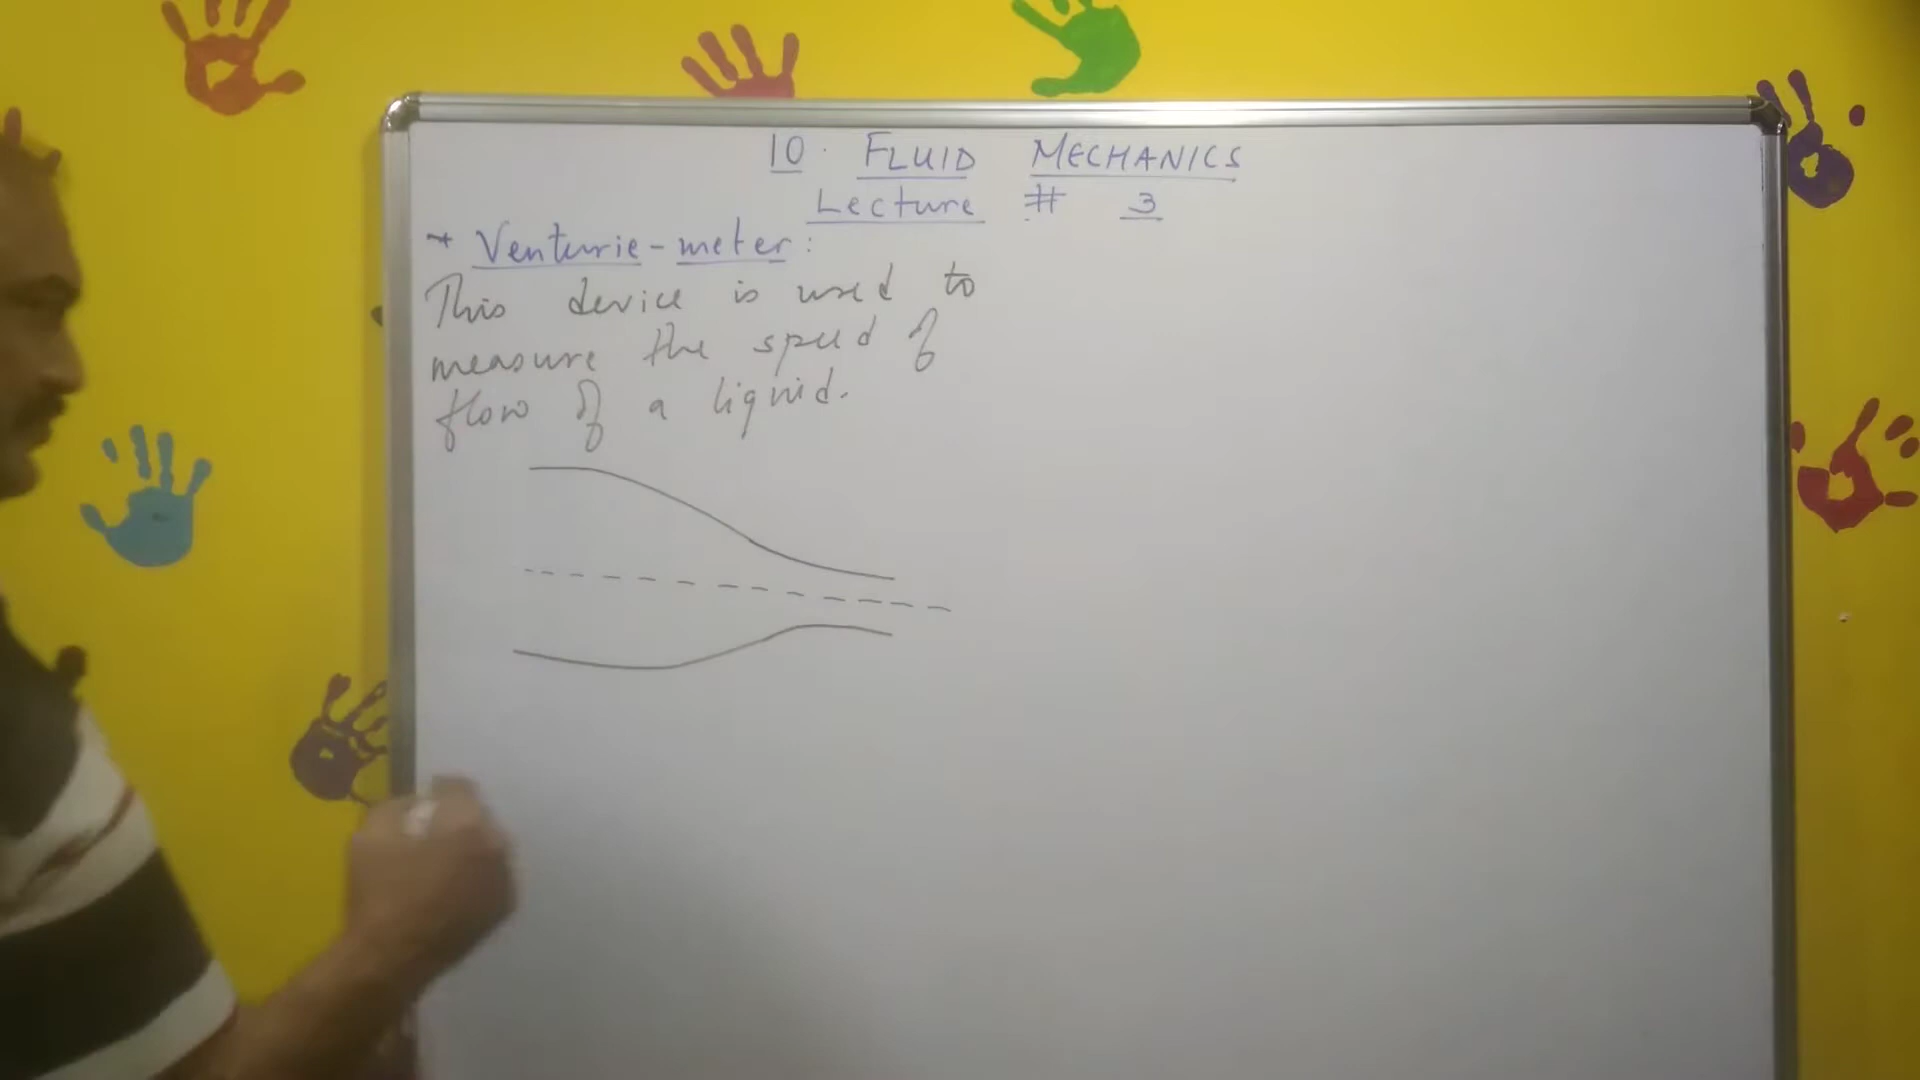 10. FLUID MECHANICS
Lecture # 3
* Venturie-meter:
This device is used to
measure the speed of
flow of a liquid.